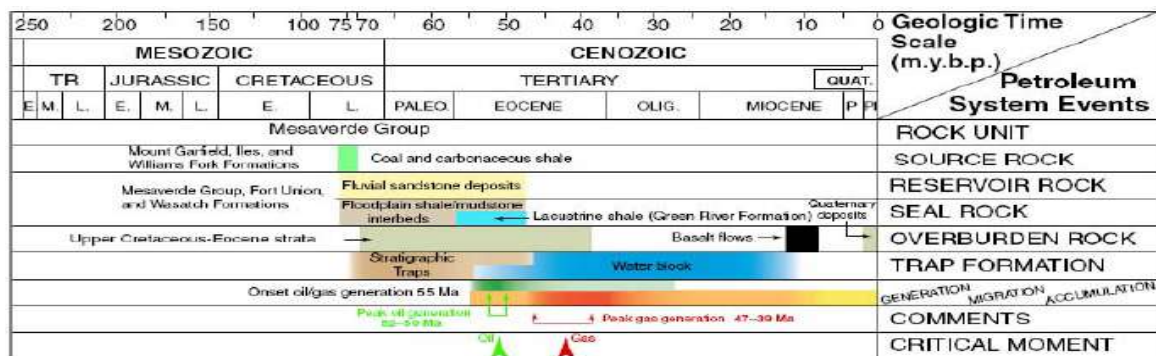 250 200 150 100 75 70 60 50 40 30 20 10 0
Geologic Time
Scale
(m.y.b.p.)
MESOZOIC CENOZOIC
TR JURASSIC CRETACEOUS TERTIARY QUAT.
Petroleum
System Events
E M. L. E. M. L. E. L. PALEO. EOCENE OLIG. MIOCENE P Pl
Mesaverde Group
ROCK UNIT
Mount Garfield, Iles, and
Williams Fork Formations
Coal and carbonaceous shale
SOURCE ROCK
Mesaverde Group, Fort Union,
and Wasatch Formations
Fluvial sandstone deposits
RESERVOIR ROCK
Floodplain shale/mudstone
interbeds
Lacustrine shale (Green River Formation)
Quaternary
deposits
SEAL ROCK
Upper Cretaceous-Eocene strata
Basalt flows
OVERBURDEN ROCK
Stratigraphic
Traps
Water block
TRAP FORMATION
Onset oil/gas generation 55 Ma
GENERATION MIGRATION ACCUMULATION
Peak oil generation
52–50 Ma
Peak gas generation 47–39 Ma
COMMENTS
Oil
Gas
CRITICAL MOMENT